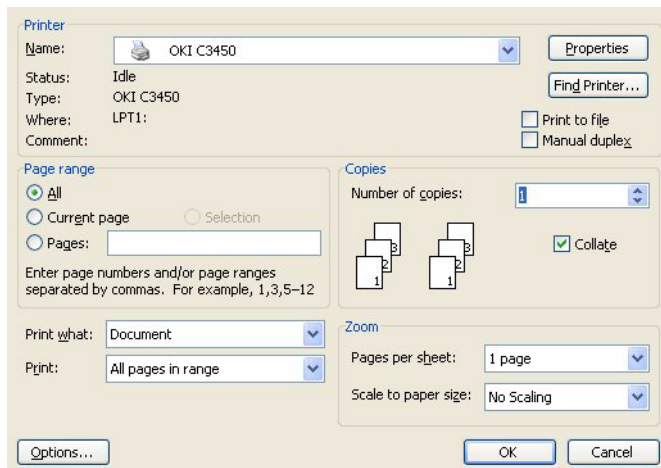 Printer
Name: OKI C3450 Properties
Status: Idle
Type: OKI C3450 Find Printer...
Where: LPT1: Print to file
Comment: Manual duplex
Page range
All
Current page Selection
Pages:
Enter page numbers and/or page ranges
separated by commas. For example, 1,3,5–12
Copies
Number of copies: 1
3 3
2 2
1 1
Collate
Print what: Document
Print: All pages in range
Zoom
Pages per sheet: 1 page
Scale to paper size: No Scaling
Options... OK Cancel